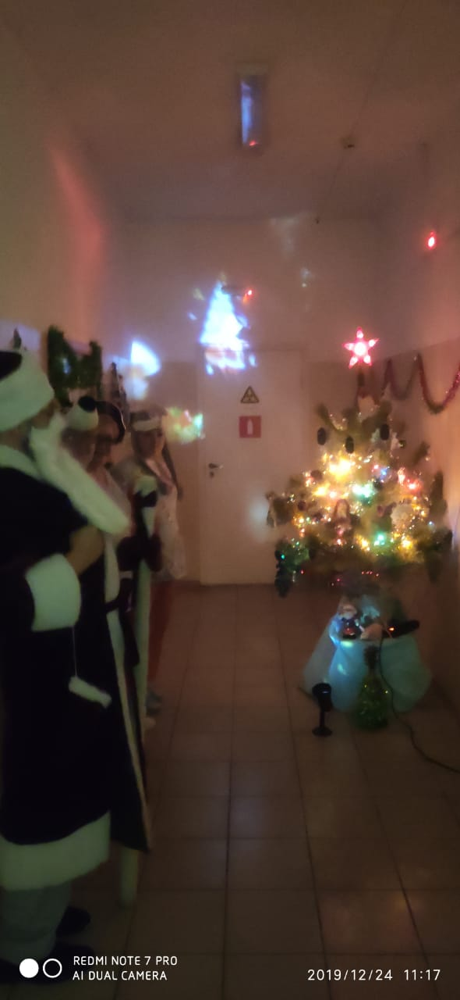 REDMI NOTE 7 PRO
AI DUAL CAMERA
2019/12/24 11:17